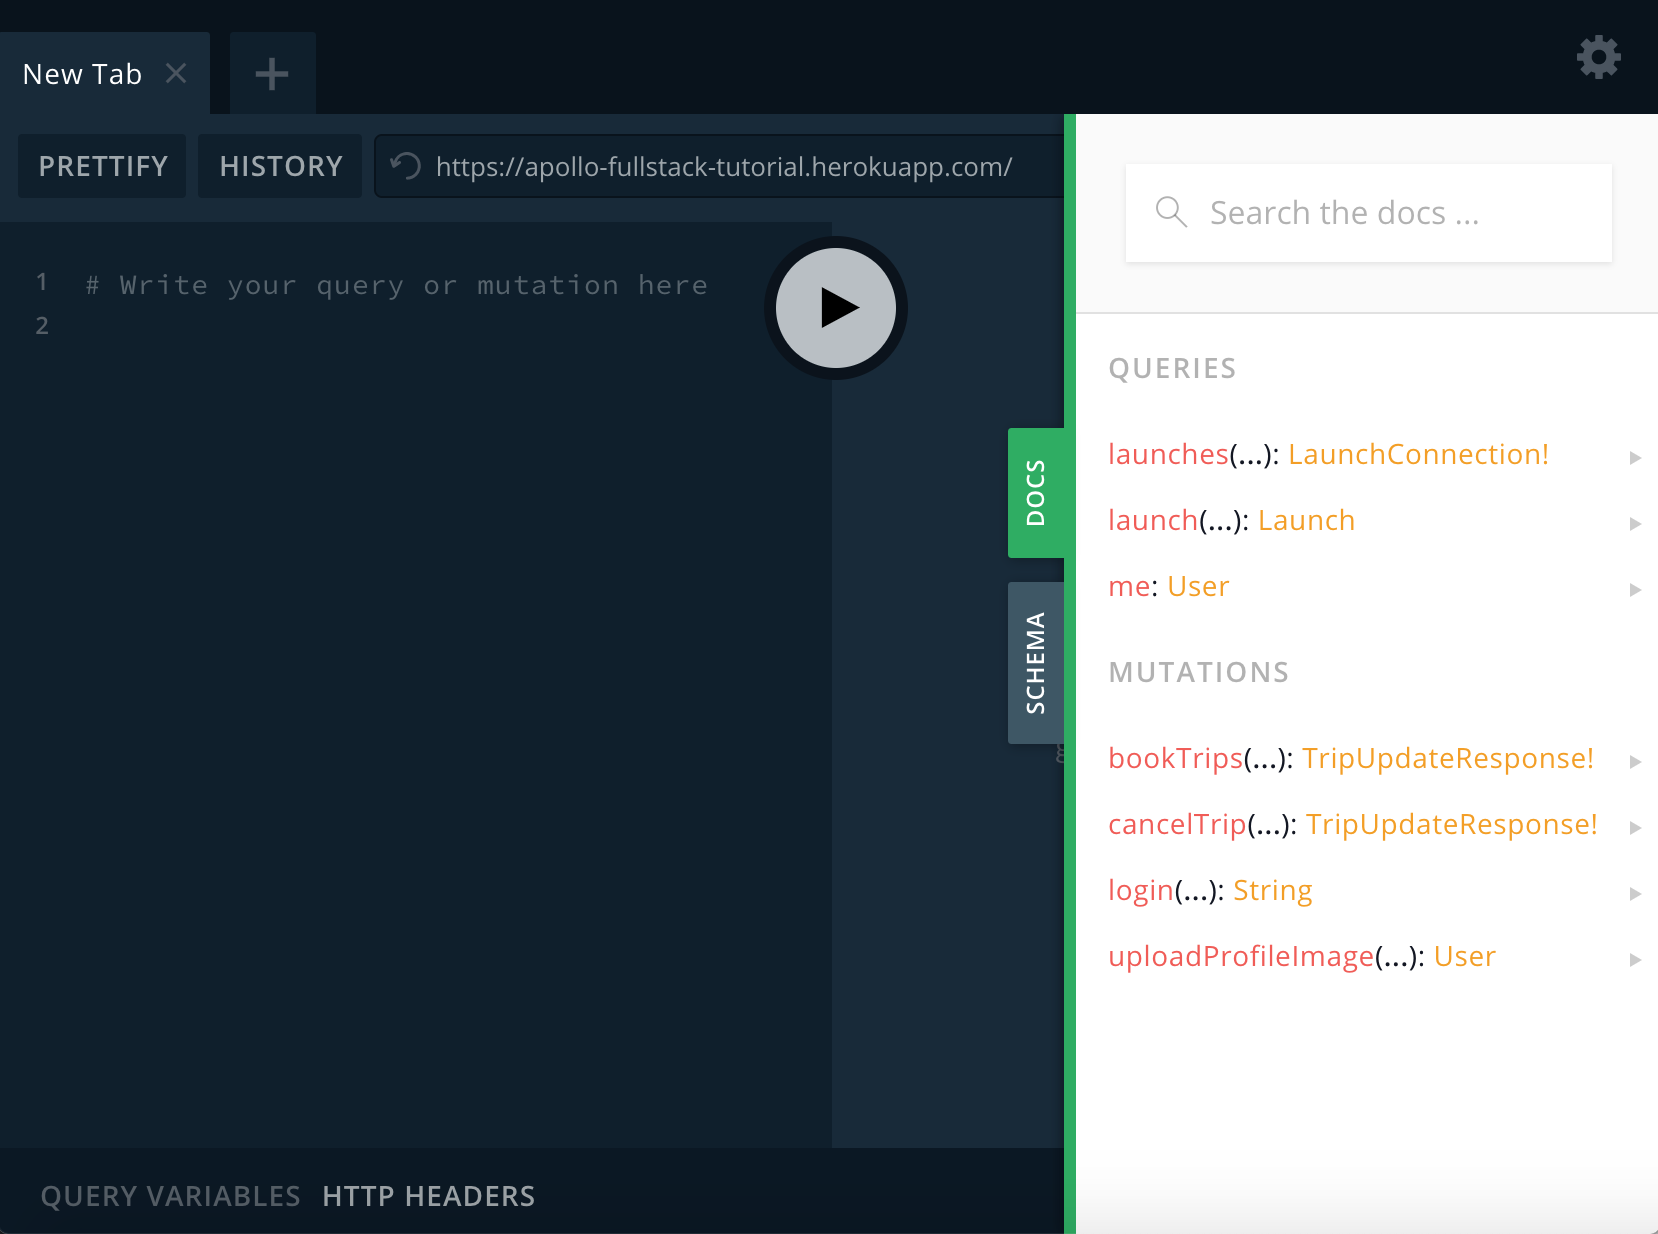 New Tab
PRETTIFY HISTORY https://apollo-fullstack-tutorial.herokuapp.com/
Search the docs ...
1 # Write your query or mutation here
2
DOCS
SCHEMA
QUERIES
launches(...): LaunchConnection!
launch(...): Launch
me: User
MUTATIONS
bookTrips(...): TripUpdateResponse!
cancelTrip(...): TripUpdateResponse!
login(...): String
uploadProfileImage(...): User
QUERY VARIABLES HTTP HEADERS